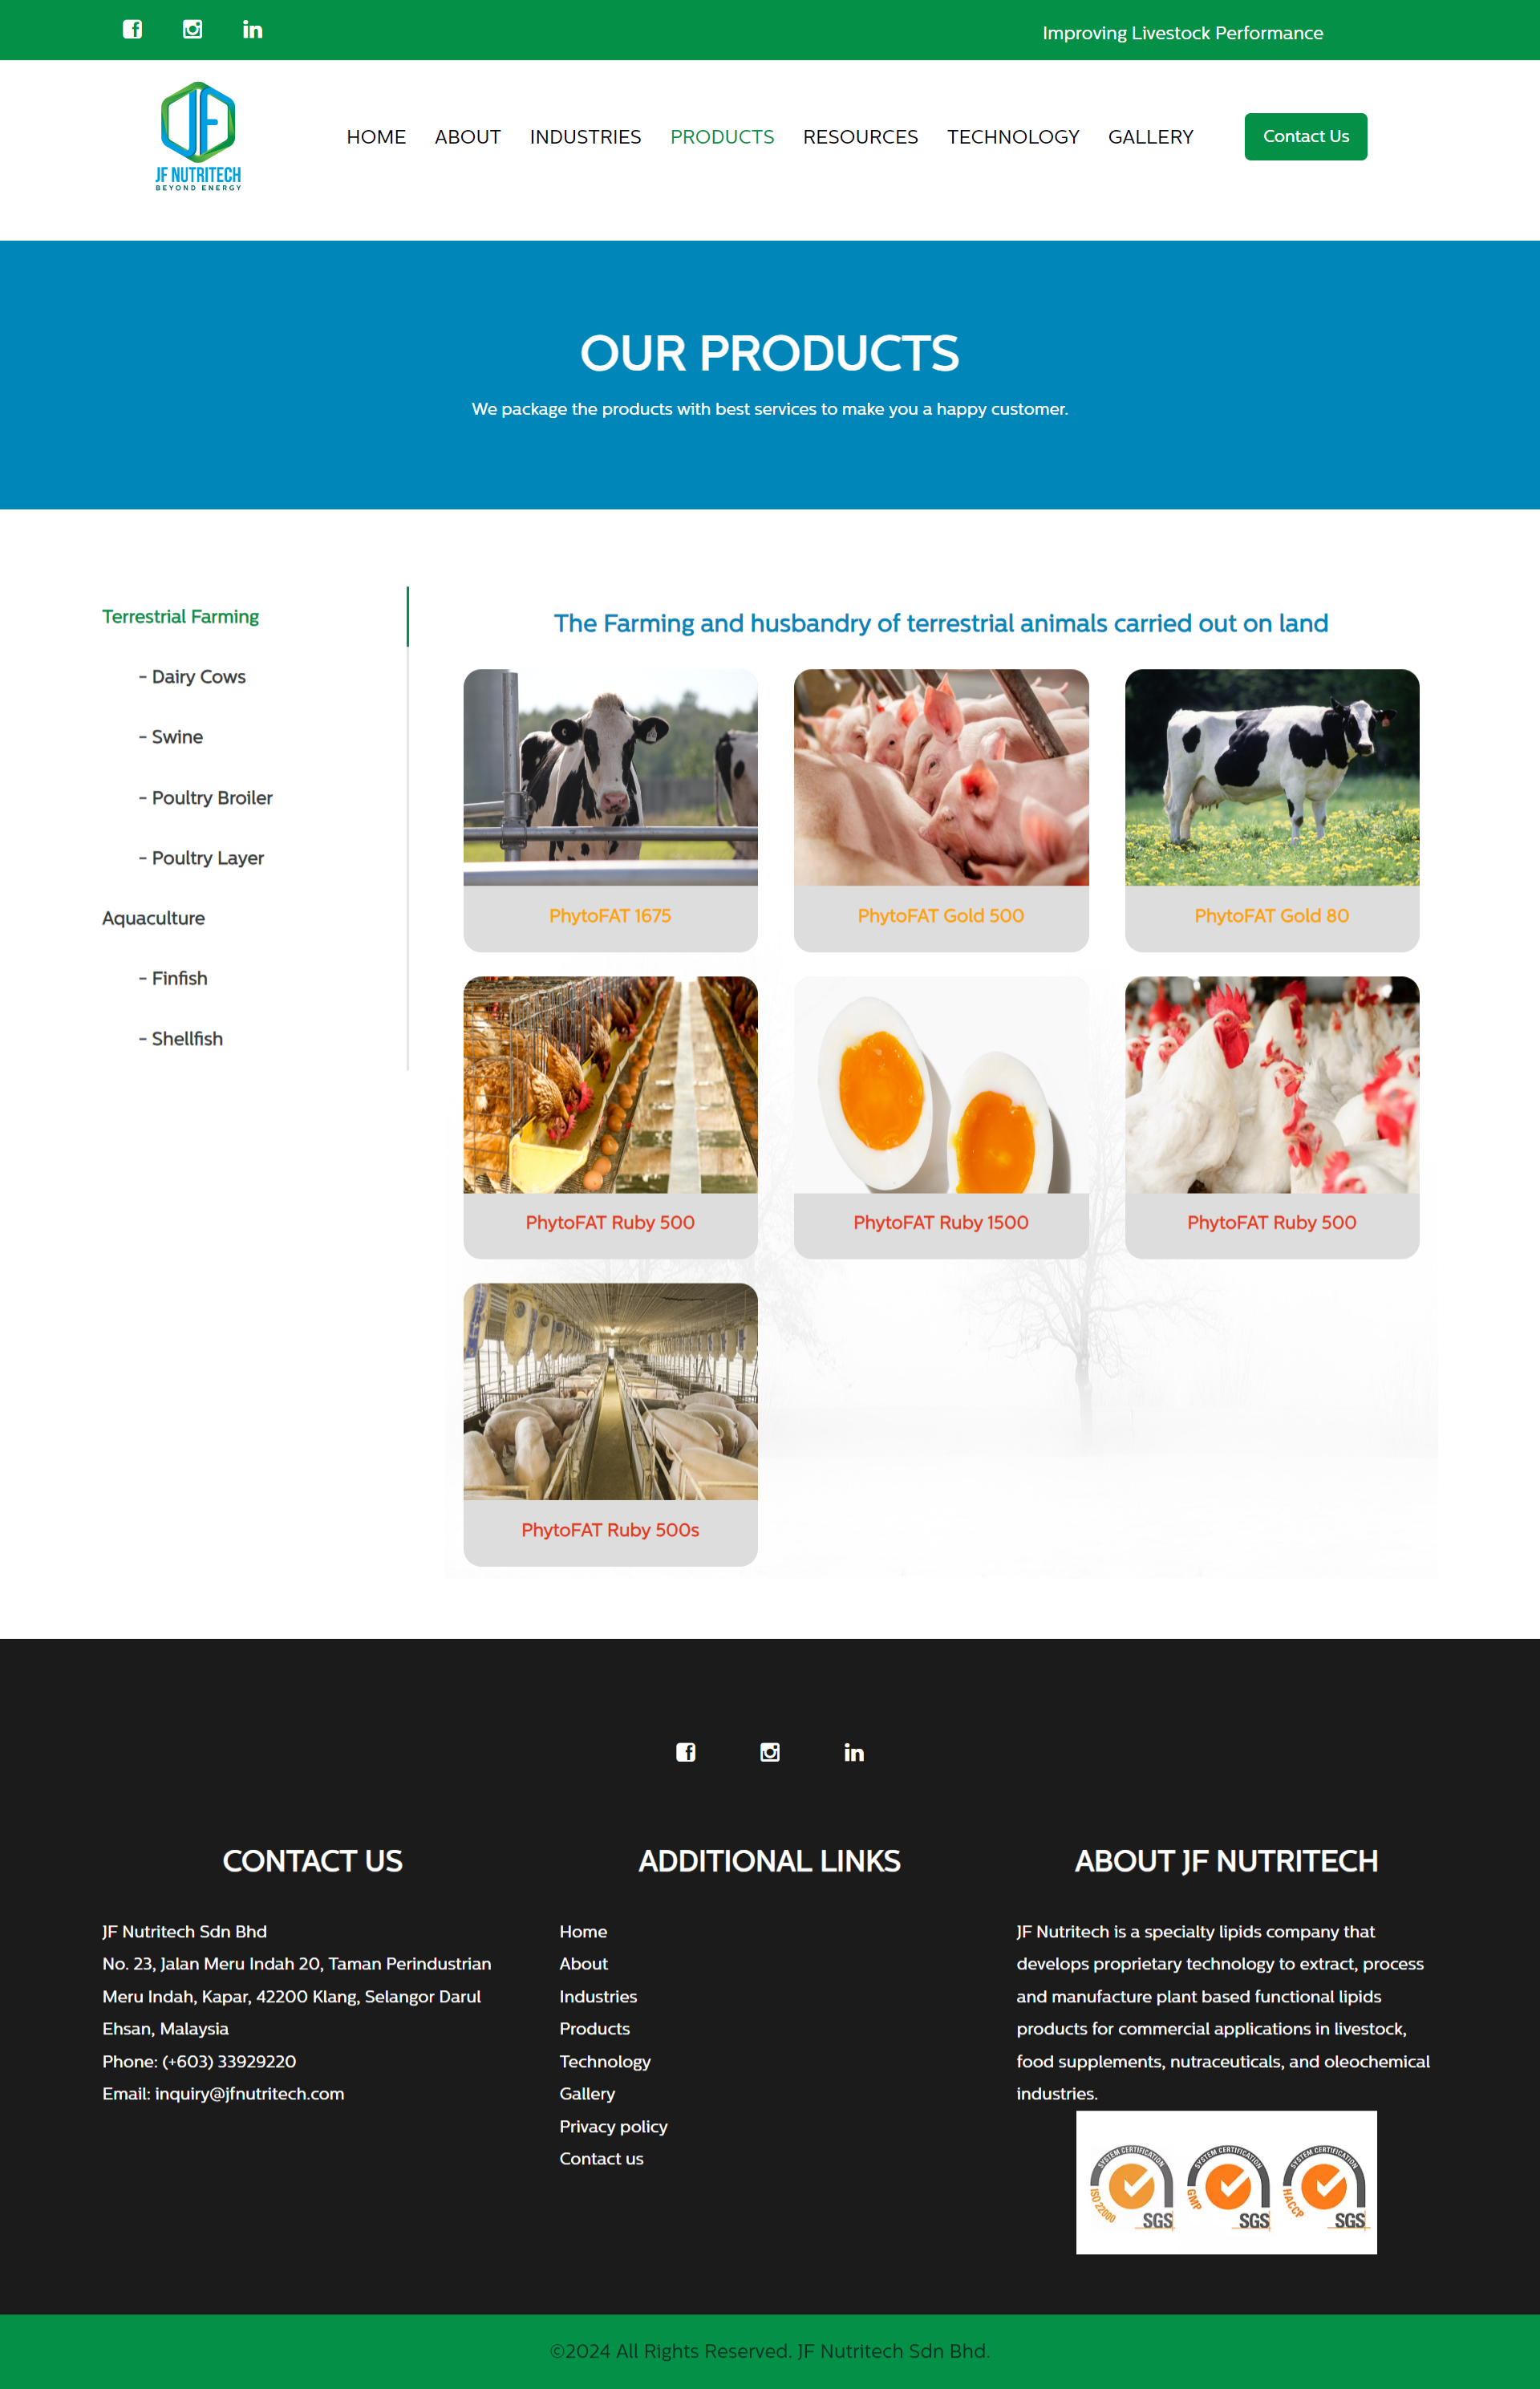 Improving Livestock Performance
JF NUTRITECH
BEYOND ENERGY
HOME ABOUT INDUSTRIES PRODUCTS RESOURCES TECHNOLOGY GALLERY Contact Us
OUR PRODUCTS
We package the products with best services to make you a happy customer.
Terrestrial Farming
- Dairy Cows
- Swine
- Poultry Broiler
- Poultry Layer
Aquaculture
- Finfish
- Shellfish
The Farming and husbandry of terrestrial animals carried out on land
PhytoFAT 1675
PhytoFAT Gold 500
PhytoFAT Gold 80
PhytoFAT Ruby 500
PhytoFAT Ruby 1500
PhytoFAT Ruby 500
PhytoFAT Ruby 500s
CONTACT US
JF Nutritech Sdn Bhd
No. 23, Jalan Meru Indah 20, Taman Perindustrian
Meru Indah, Kapar, 42200 Klang, Selangor Darul
Ehsan, Malaysia
Phone: (+603) 33929220
Email: inquiry@jfnutritech.com
ADDITIONAL LINKS
Home
About
Industries
Products
Technology
Gallery
Privacy policy
Contact us
ABOUT JF NUTRITECH
JF Nutritech is a specialty lipids company that
develops proprietary technology to extract, process
and manufacture plant based functional lipids
products for commercial applications in livestock,
food supplements, nutraceuticals, and oleochemical
industries.
SYSTEM CERTIFICATION
ISO 22000
SGS
SYSTEM CERTIFICATION
GMP
SGS
SYSTEM CERTIFICATION
HACCP
SGS
©2024 All Rights Reserved. JF Nutritech Sdn Bhd.